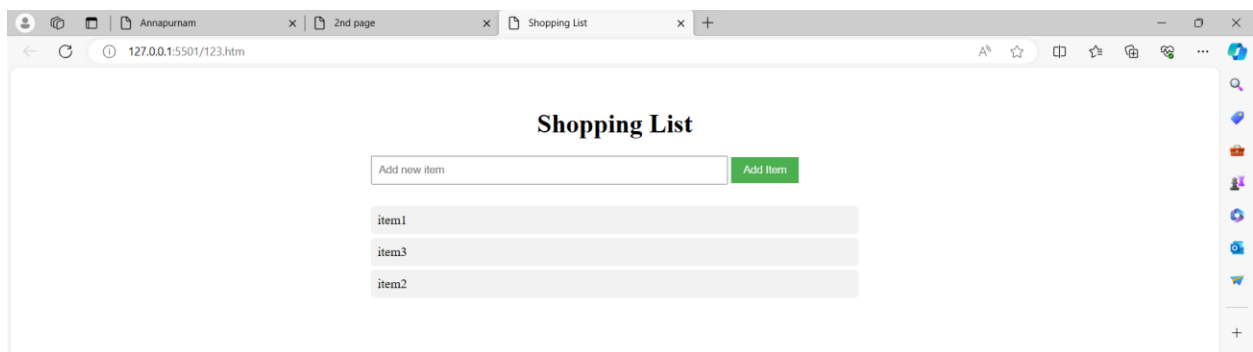 Annapurnam
2nd page
Shopping List
127.0.0.1:5501/123.htm
Shopping List
Add new item
Add Item
item1
item3
item2